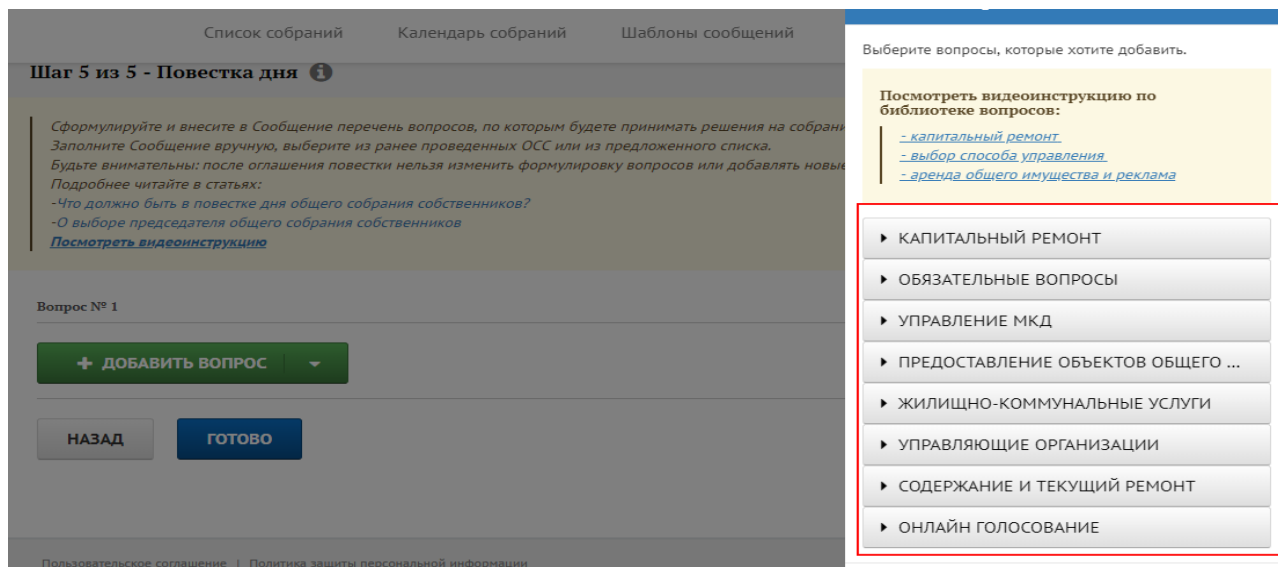 Список собраний Календарь собраний Шаблоны сообщений
Шаг 5 из 5 - Повестка дня
Сформулируйте и внесите в Сообщение перечень вопросов, по которым будете принимать решения на собрани
Заполните Сообщение вручную, выберите из ранее проведенных ОСС или из предложенного списка.
Будьте внимательны: после оглашения повестки нельзя изменить формулировку вопросов или добавлять новые
Подробнее читайте в статьях:
-Что должно быть в повестке дня общего собрания собственников?
-О выборе председателя общего собрания собственников
Посмотреть видеоинструкцию
Вопрос № 1
+ ДОБАВИТЬ ВОПРОС
НАЗАД ГОТОВО
Пользовательское соглашение | Политика защиты персональной информации
Выберите вопросы, которые хотите добавить.
Посмотреть видеоинструкцию по
библиотеке вопросов:
- капитальный ремонт
- выбор способа управления
- аренда общего имущества и реклама
КАПИТАЛЬНЫЙ РЕМОНТ
ОБЯЗАТЕЛЬНЫЕ ВОПРОСЫ
УПРАВЛЕНИЕ МКД
ПРЕДОСТАВЛЕНИЕ ОБЪЕКТОВ ОБЩЕГО ...
ЖИЛИЩНО-КОММУНАЛЬНЫЕ УСЛУГИ
УПРАВЛЯЮЩИЕ ОРГАНИЗАЦИИ
СОДЕРЖАНИЕ И ТЕКУЩИЙ РЕМОНТ
ОНЛАЙН ГОЛОСОВАНИЕ